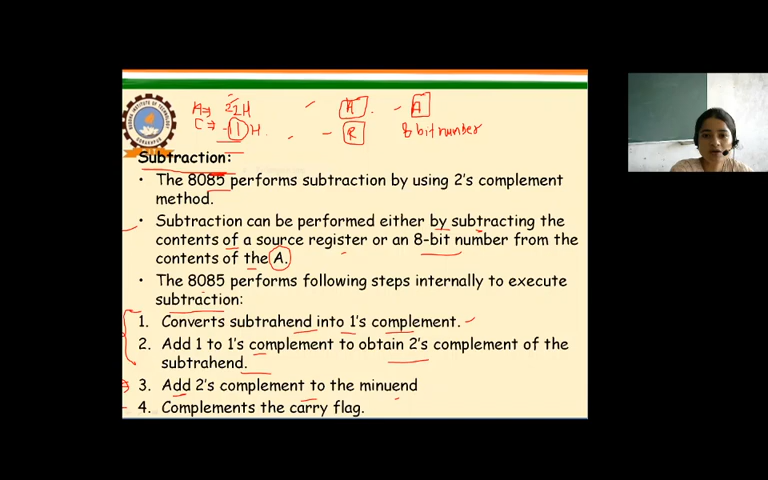 A → 22H A A
C → -11H. R 8 bit number
Subtraction:
• The 8085 performs subtraction by using 2's complement
method.
• Subtraction can be performed either by subtracting the
contents of a source register or an 8-bit number from the
contents of the A.
• The 8085 performs following steps internally to execute
subtraction:
1. Converts subtrahend into 1's complement.
2. Add 1 to 1's complement to obtain 2's complement of the
subtrahend.
3. Add 2's complement to the minuend
4. Complements the carry flag.